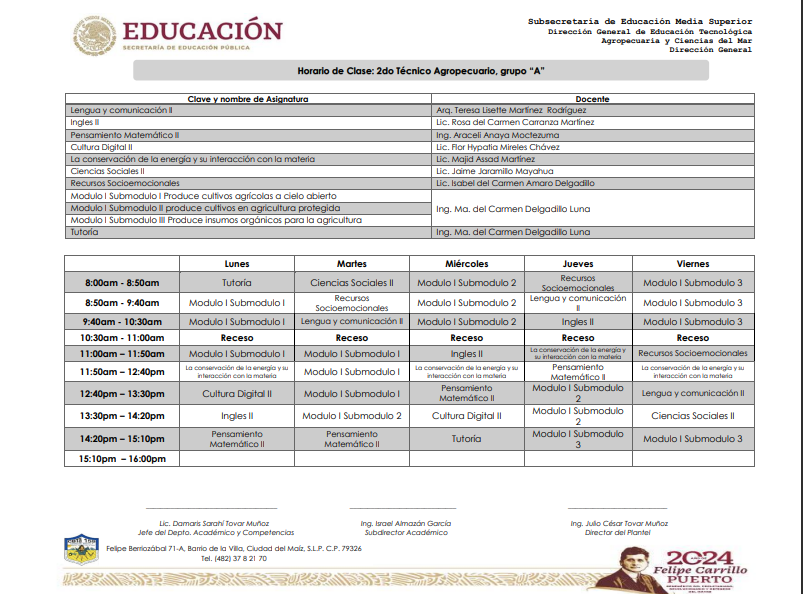 EDUCACIÓN
SECRETARÍA DE EDUCACIÓN PÚBLICA
Subsecretaria de Educación Media Superior
Dirección General de Educación Tecnológica
Agropecuaria y Ciencias del Mar
Dirección General
Horario de Clase: 2do Técnico Agropecuario, grupo “A”
Clave y nombre de Asignatura Docente
Lengua y comunicación II Arq. Teresa Lisette Martínez Rodríguez
Ingles II Lic. Rosa del Carmen Carranza Martínez
Pensamiento Matemático II Ing. Araceli Anaya Moctezuma
Cultura Digital II Lic. Flor Hypatia Mireles Chávez
La conservación de la energía y su interacción con la materia Lic. Majid Assad Martínez
Ciencias Sociales II Lic. Jaime Jaramillo Mayahua
Recursos Socioemocionales Lic. Isabel del Carmen Amaro Delgadillo
Modulo I Submodulo I Produce cultivos agrícolas a cielo abierto
Modulo I Submodulo II produce cultivos en agricultura protegida Ing. Ma. del Carmen Delgadillo Luna
Modulo I Submodulo III Produce insumos orgánicos para la agricultura
Tutoría Ing. Ma. del Carmen Delgadillo Luna
Lunes Martes Miércoles Jueves Viernes
8:00am - 8:50am Tutoría Ciencias Sociales II Modulo I Submodulo 2 Recursos Socioemocionales Modulo I Submodulo 3
8:50am - 9:40am Modulo I Submodulo I Recursos Socioemocionales Modulo I Submodulo 2 Lengua y comunicación II Modulo I Submodulo 3
9:40am - 10:30am Modulo I Submodulo I Lengua y comunicación II Modulo I Submodulo 2 Ingles II Modulo I Submodulo 3
10:30am - 11:00am Receso Receso Receso Receso Receso
11:00am – 11:50am Modulo I Submodulo I Modulo I Submodulo I Ingles II La conservación de la energía y su interacción con la materia Recursos Socioemocionales
11:50am – 12:40pm La conservación de la energía y su interacción con la materia Modulo I Submodulo I La conservación de la energía y su interacción con la materia Pensamiento Matemático II La conservación de la energía y su interacción con la materia
12:40pm – 13:30pm Cultura Digital II Modulo I Submodulo I Pensamiento Matemático II Modulo I Submodulo 2 Lengua y comunicación II
13:30pm – 14:20pm Ingles II Modulo I Submodulo 2 Cultura Digital II Modulo I Submodulo 2 Ciencias Sociales II
14:20pm – 15:10pm Pensamiento Matemático II Pensamiento Matemático II Tutoría Modulo I Submodulo 3 Modulo I Submodulo 3
15:10pm – 16:00pm
Lic. Damaris Sarahí Tovar Muñoz Ing. Israel Almazán García Ing. Julio César Tovar Muñoz
Jefe del Depto. Académico y Competencias Subdirector Académico Director del Plantel
Felipe Berriozábal 71-A, Barrio de la Villa, Ciudad del Maíz, S.L.P. C.P. 79326
Tel. (482) 37 8 21 70
2024
Felipe Carrillo
PUERTO